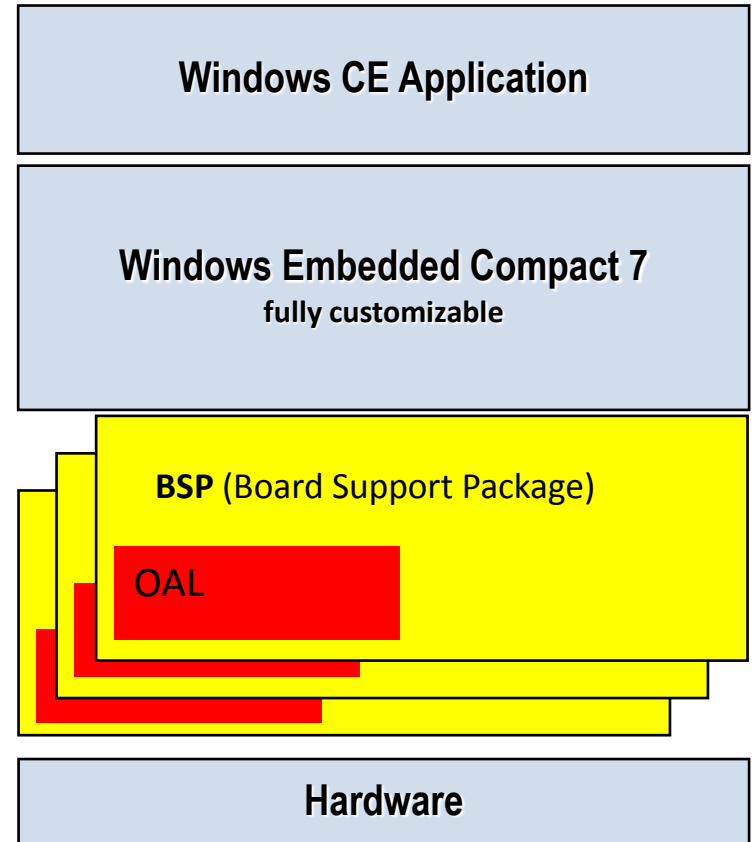 Windows CE Application
Windows Embedded Compact 7
fully customizable
BSP (Board Support Package)
OAL
Hardware